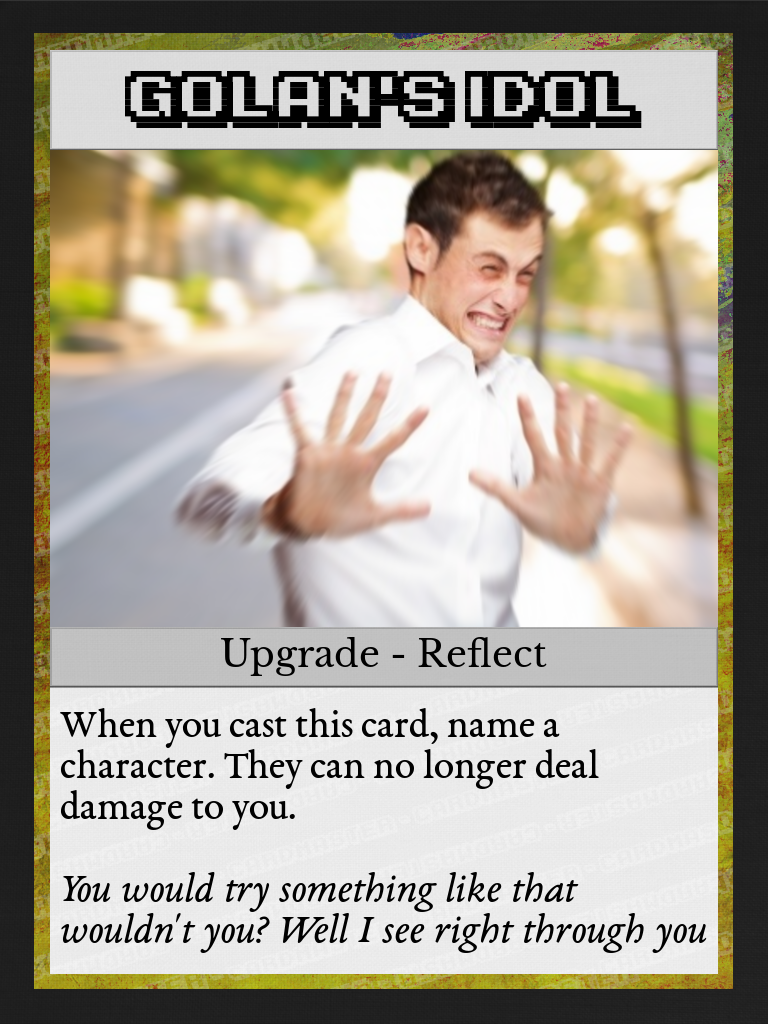 GOLAN'S IDOL
Upgrade - Reflect
When you cast this card, name a
character. They can no longer deal
damage to you.
You would try something like that
wouldn't you? Well I see right through you